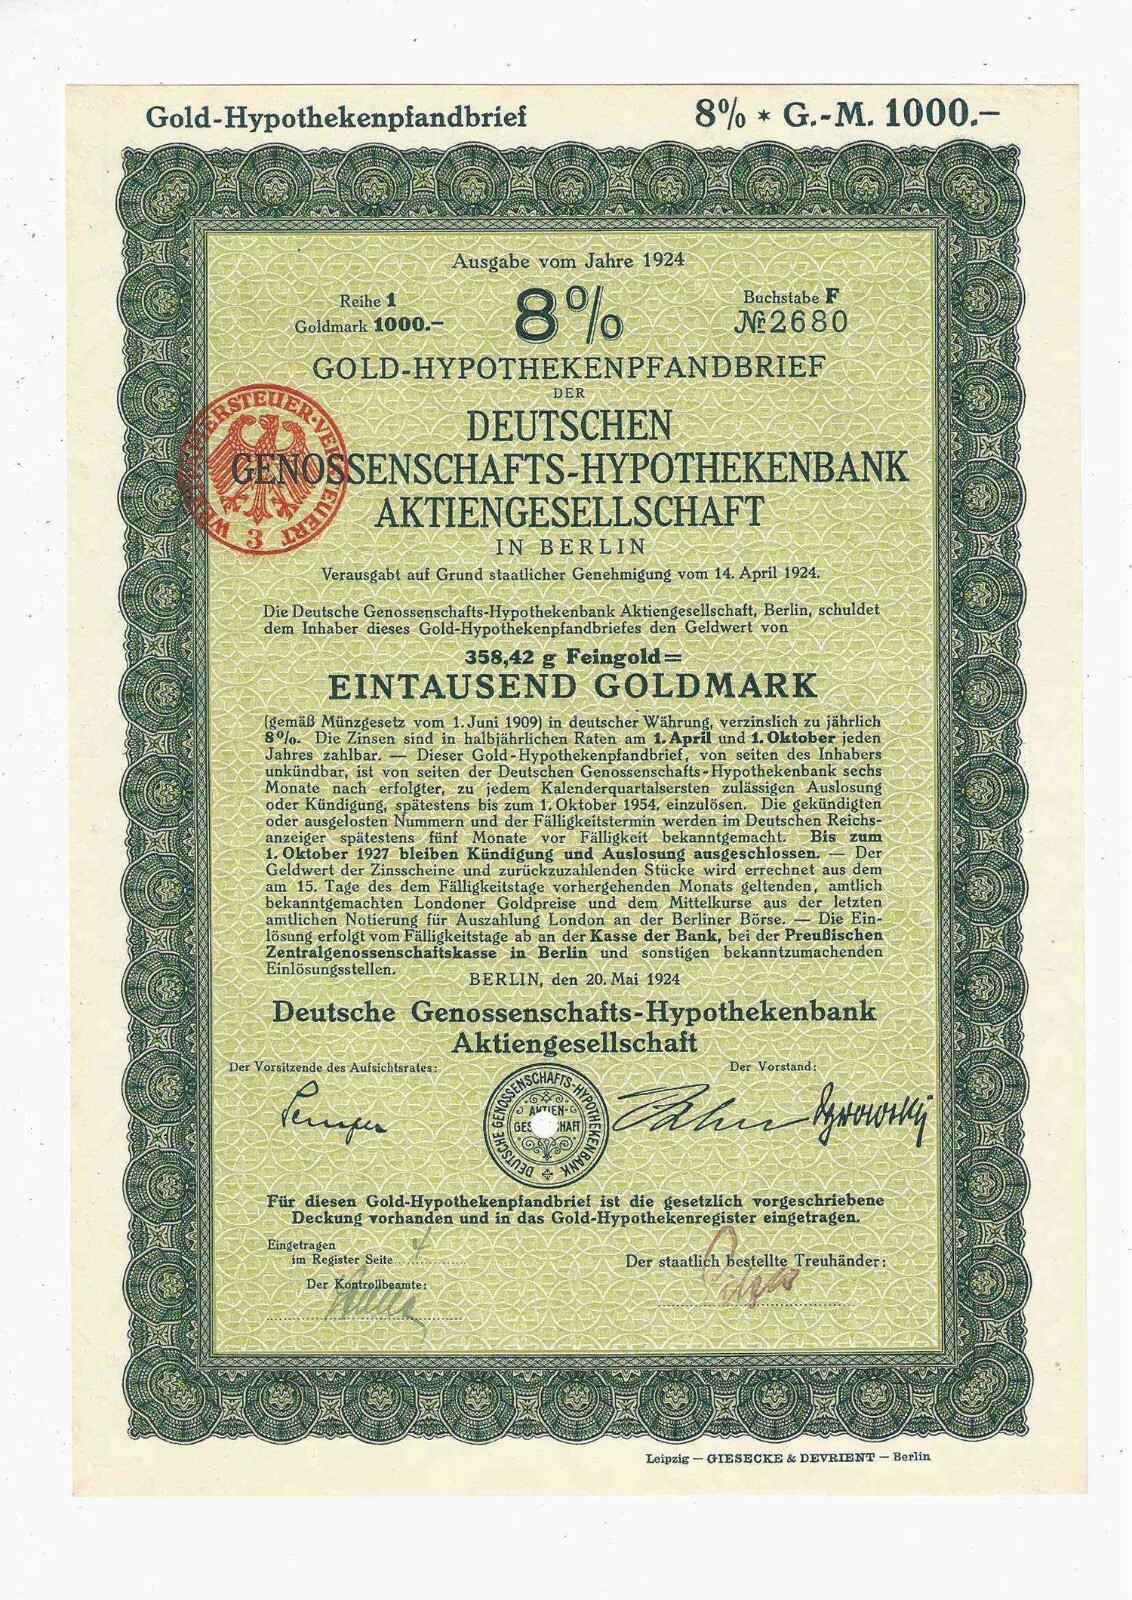 Gold-Hypothekenpfandbrief 8% * G.-M. 1000.–
Ausgabe vom Jahre 1924
Reihe 1 8% Buchstabe F
Goldmark 1000.– № 2680
GOLD-HYPOTHEKENPFANDBRIEF
DER
DEUTSCHEN
GENOSSENSCHAFTS-HYPOTHEKENBANK
AKTIENGESELLSCHAFT
IN BERLIN
Verausgabt auf Grund staatlicher Genehmigung vom 14. April 1924.
Die Deutsche Genossenschafts-Hypothekenbank Aktiengesellschaft, Berlin, schuldet
dem Inhaber dieses Gold-Hypothekenpfandbriefes den Geldwert von
358,42 g Feingold =
EINTAUSEND GOLDMARK
(gemäß Münzgesetz vom 1. Juni 1909) in deutscher Währung, verzinslich zu jährlich
8%. Die Zinsen sind in halbjährlichen Raten am 1. April und 1. Oktober jeden
Jahres zahlbar. — Dieser Gold-Hypothekenpfandbrief, von seiten des Inhabers
unkündbar, ist von seiten der Deutschen Genossenschafts-Hypothekenbank sechs
Monate nach erfolgter, zu jedem Kalenderquartalsersten zulässigen Auslosung
oder Kündigung, spätestens bis zum 1. Oktober 1954, einzulösen. Die gekündigten
oder ausgelosten Nummern und der Fälligkeitstermin werden im Deutschen Reichs-
anzeiger spätestens fünf Monate vor Fälligkeit bekanntgemacht. Bis zum
1. Oktober 1927 bleiben Kündigung und Auslosung ausgeschlossen. — Der
Geldwert der Zinsscheine und zurückzuzahlenden Stücke wird errechnet aus dem
am 15. Tage des dem Fälligkeitstage vorhergehenden Monats geltenden, amtlich
bekanntgemachten Londoner Goldpreise und dem Mittelkurse aus der letzten
amtlichen Notierung für Auszahlung London an der Berliner Börse. — Die Ein-
lösung erfolgt vom Fälligkeitstage ab an der Kasse der Bank, bei der Preußischen
Zentralgenossenschaftskasse in Berlin und sonstigen bekanntzumachenden
Einlösungsstellen.
BERLIN, den 20. Mai 1924
Deutsche Genossenschafts-Hypothekenbank
Aktiengesellschaft
Der Vorsitzende des Aufsichtsrates: Der Vorstand:
DEUTSCHE GENOSSENSCHAFTS-HYPOTHEKENBANK
AKTIEN-
Für diesen Gold-Hypothekenpfandbrief ist die gesetzlich vorgeschriebene
Deckung vorhanden und in das Gold-Hypothekenregister eingetragen.
Eingetragen
im Register Seite 4
Der staatlich bestellte Treuhänder:
Der Kontrollbeamte:
Leipzig — GIESECKE & DEVRIENT — Berlin